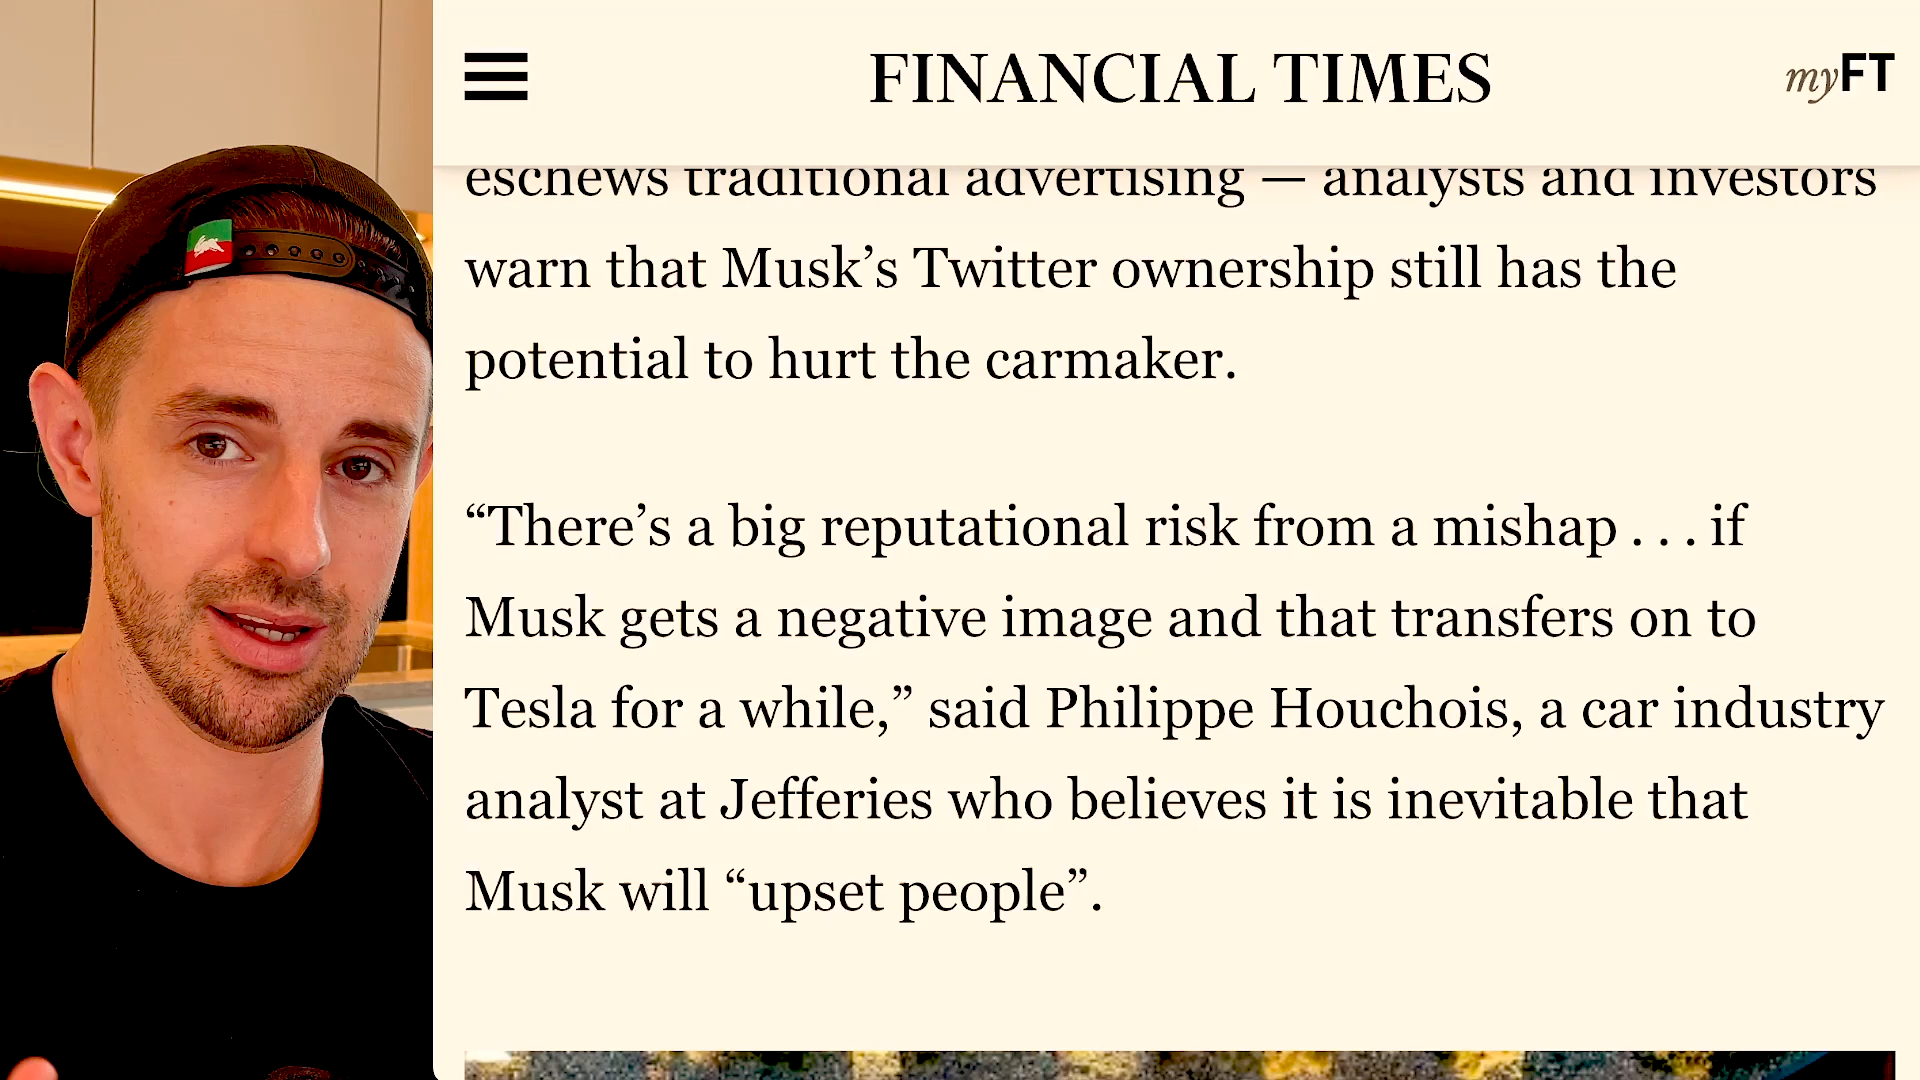 FINANCIAL TIMES
myFT
eschews traditional advertising — analysts and investors
warn that Musk’s Twitter ownership still has the
potential to hurt the carmaker.
“There’s a big reputational risk from a mishap . . . if
Musk gets a negative image and that transfers on to
Tesla for a while,” said Philippe Houchois, a car industry
analyst at Jefferies who believes it is inevitable that
Musk will “upset people”.